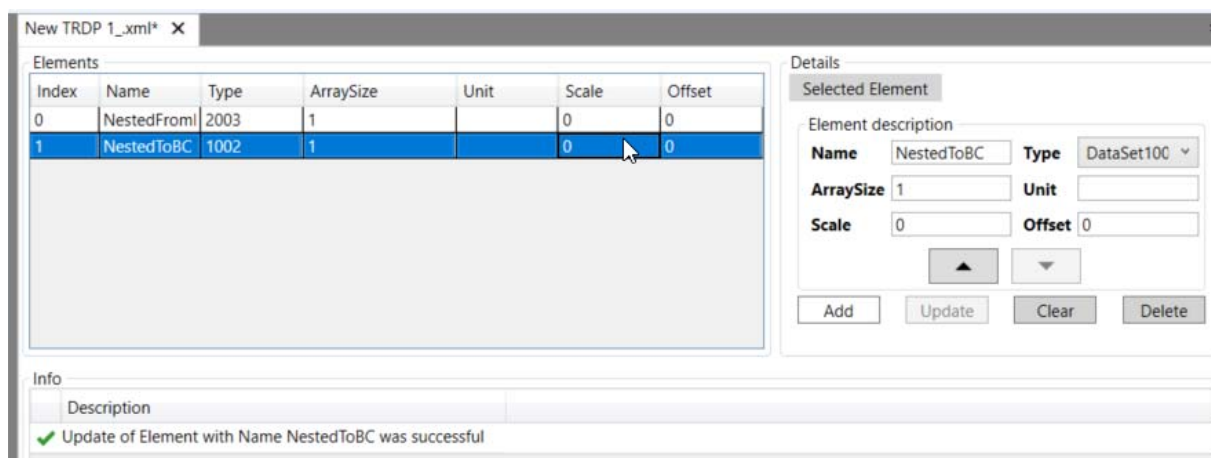 New TRDP 1_.xml*
Elements
Index Name Type ArraySize Unit Scale Offset
0 NestedFromI 2003 1 0 0
1 NestedToBC 1002 1 0 0
Details
Selected Element
Element description
Name NestedToBC Type DataSet100
ArraySize 1 Unit
Scale 0 Offset 0
Add Update Clear Delete
Info
Description
Update of Element with Name NestedToBC was successful